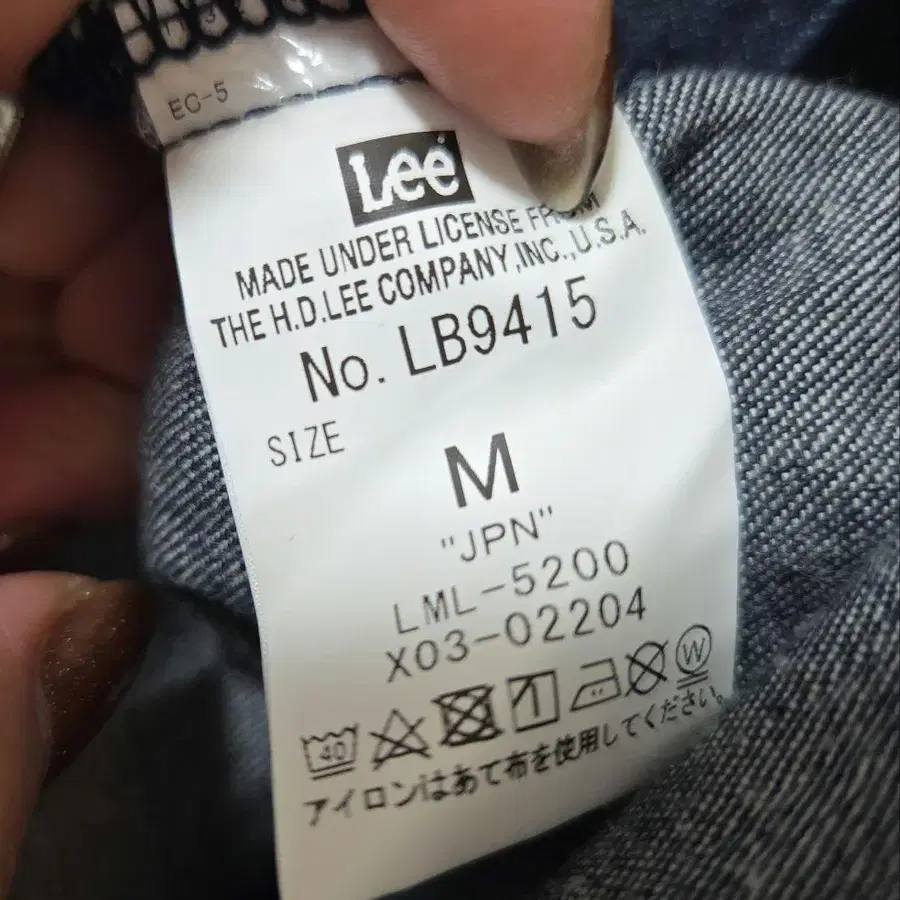 EC-5
Lee
MADE UNDER LICENSE FROM
THE H.D.LEE COMPANY,INC.,U.S.A.
No. LB9415
SIZE
M
"JPN"
LML-5200
X03-02204
40
W
アイロンはあて布を使用してください。